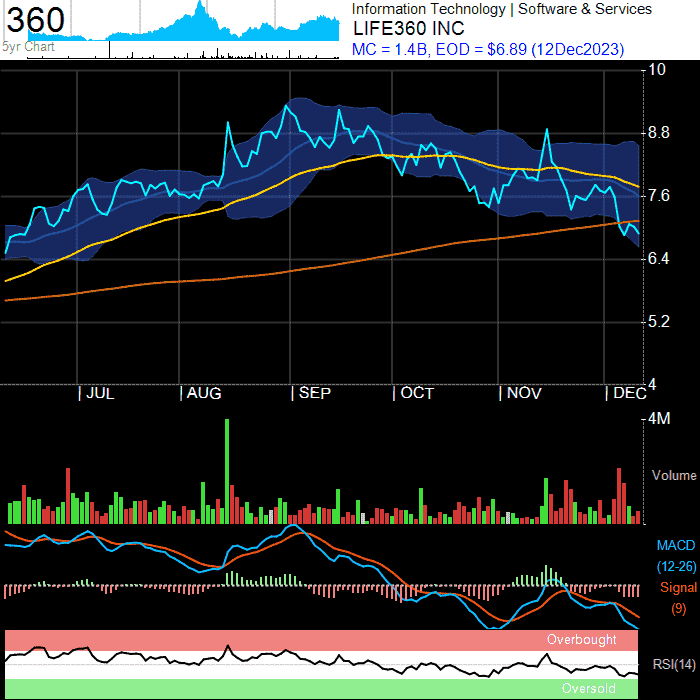 360
Information Technology | Software & Services
LIFE360 INC
5yr Chart
MC = 1.4B, EOD = $6.89 (12Dec2023)
10
8.8
7.6
6.4
5.2
4
| JUL
| AUG
| SEP
| OCT
| NOV
| DEC
4M
Volume
MACD
(12-26)
Signal
(9)
Overbought
RSI(14)
Oversold